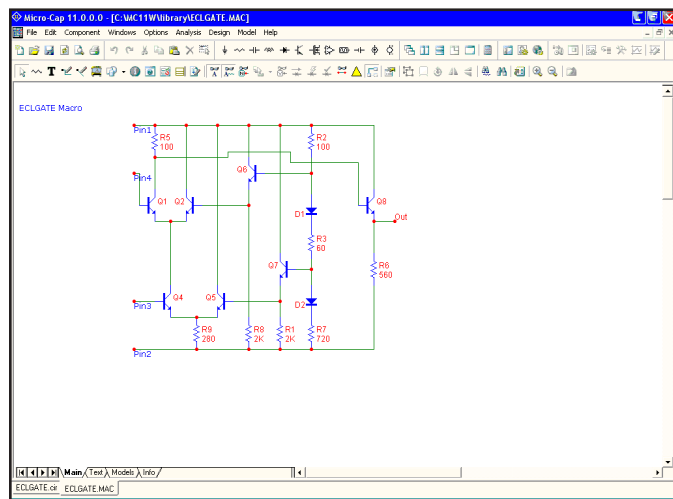 Micro-Cap 11.0.0.0 - [C:\MC11W\library\ECLGATE.MAC]
File Edit Component Windows Options Analysis Design Model Help
ECLGATE Macro
Pin1
R5
100
R2
100
Pin4
Q6
Q1
Q2
Q8
D1
Out
R3
60
Q7
R6
560
Q4
Q5
D2
Pin3
R9
260
R8
2K
R1
2K
R7
720
Pin2
Main Text Models Info
ECLGATE.cir ECLGATE.MAC